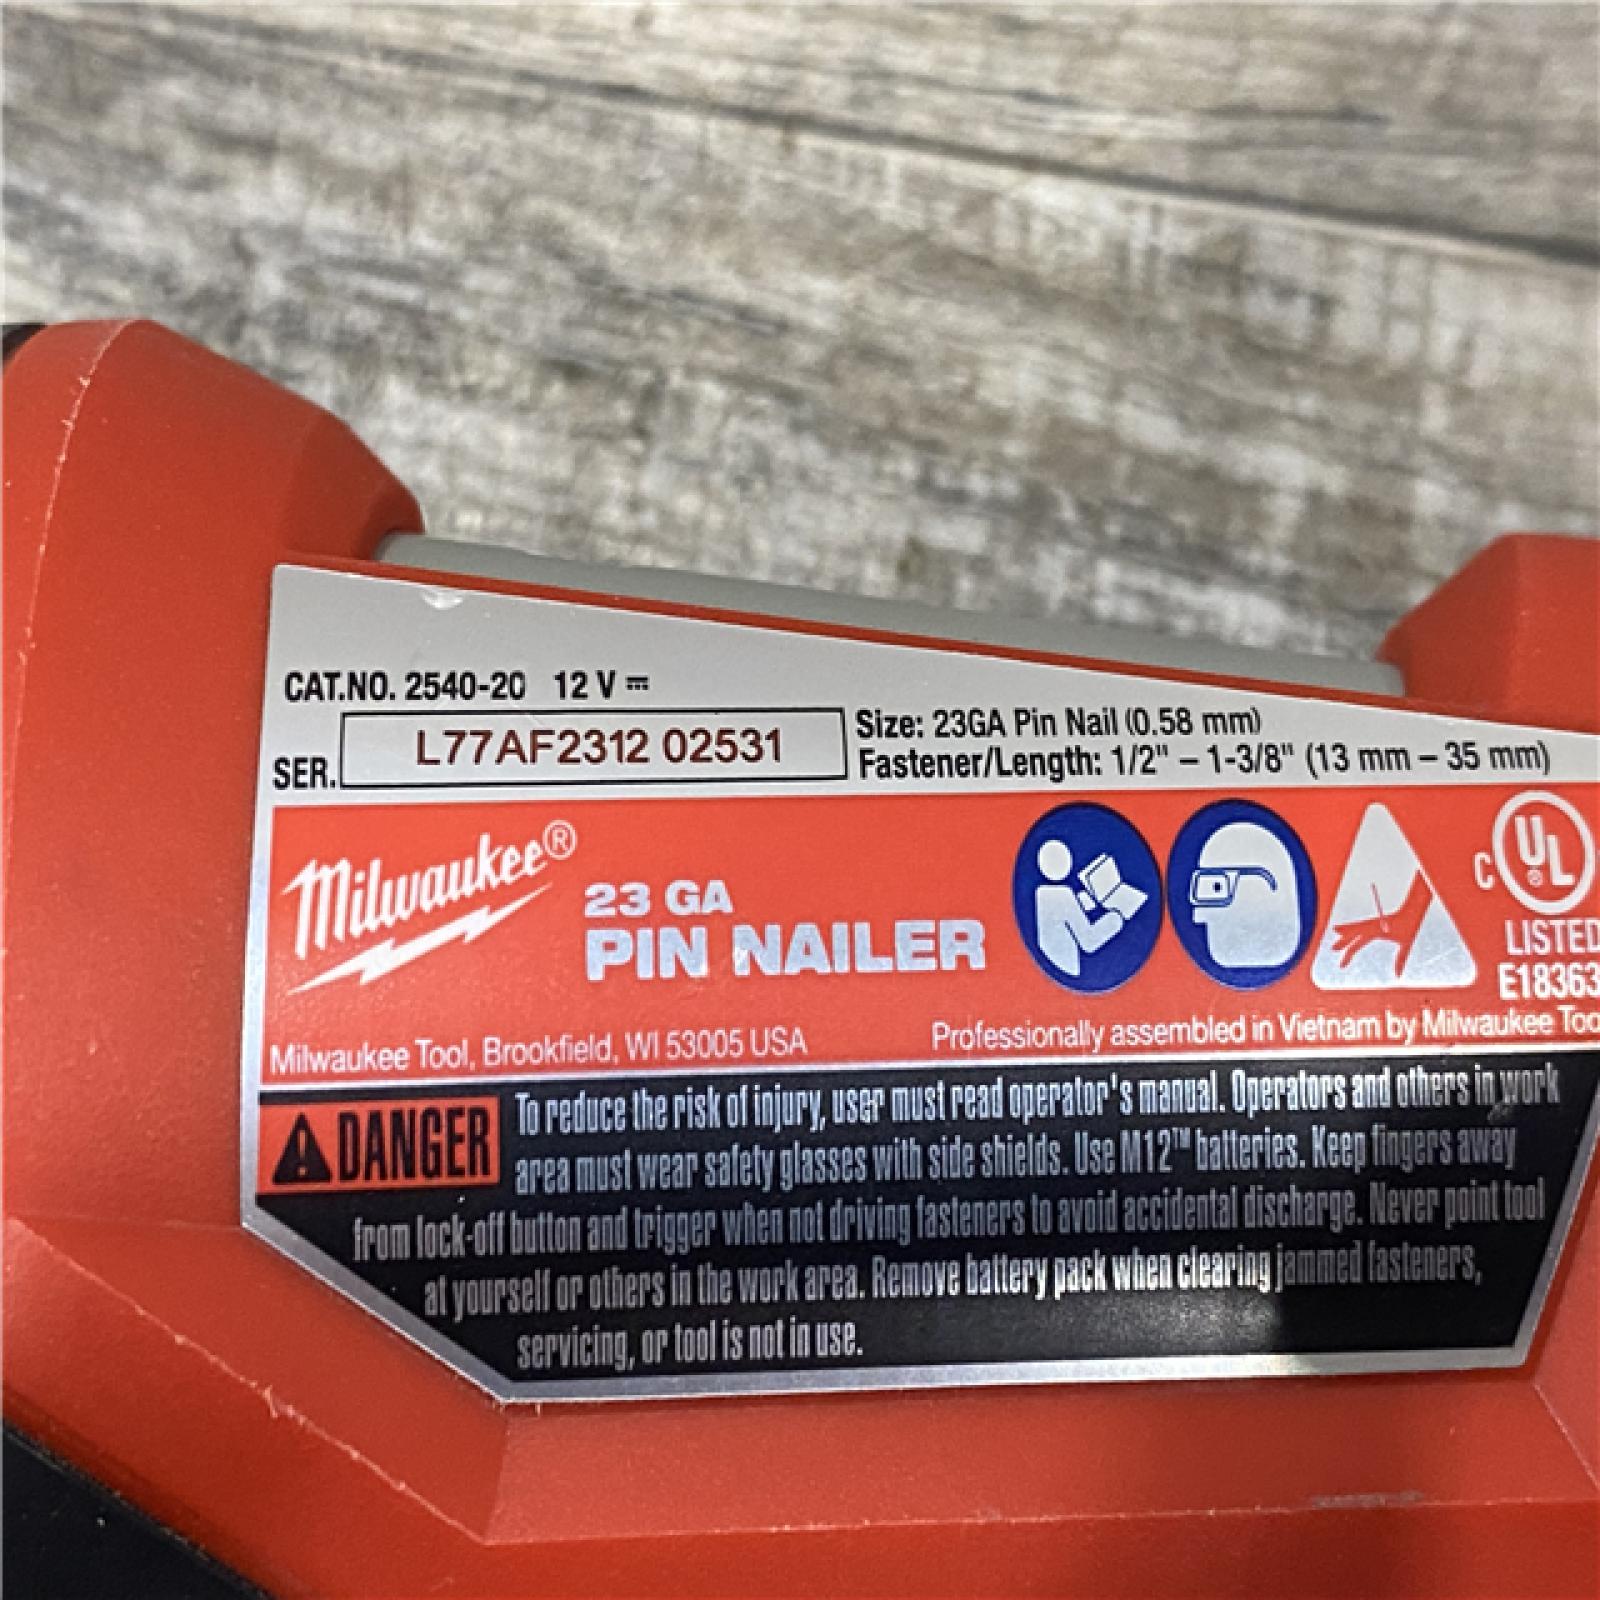 CAT.NO. 2540-20 12 V
SER. L77AF2312 02531
Size: 23GA Pin Nail (0.58 mm)
Fastener/Length: 1/2" – 1-3/8" (13 mm – 35 mm)
Milwaukee®
23 GA
PIN NAILER
C UL
LISTED
E18363
Milwaukee Tool, Brookfield, WI 53005 USA
Professionally assembled in Vietnam by Milwaukee Too
DANGER
To reduce the risk of injury, user must read operator's manual. Operators and others in work
area must wear safety glasses with side shields. Use M12™ batteries. Keep fingers away
from lock-off button and trigger when not driving fasteners to avoid accidental discharge. Never point tool
at yourself or others in the work area. Remove battery pack when clearing jammed fasteners,
servicing, or tool is not in use.